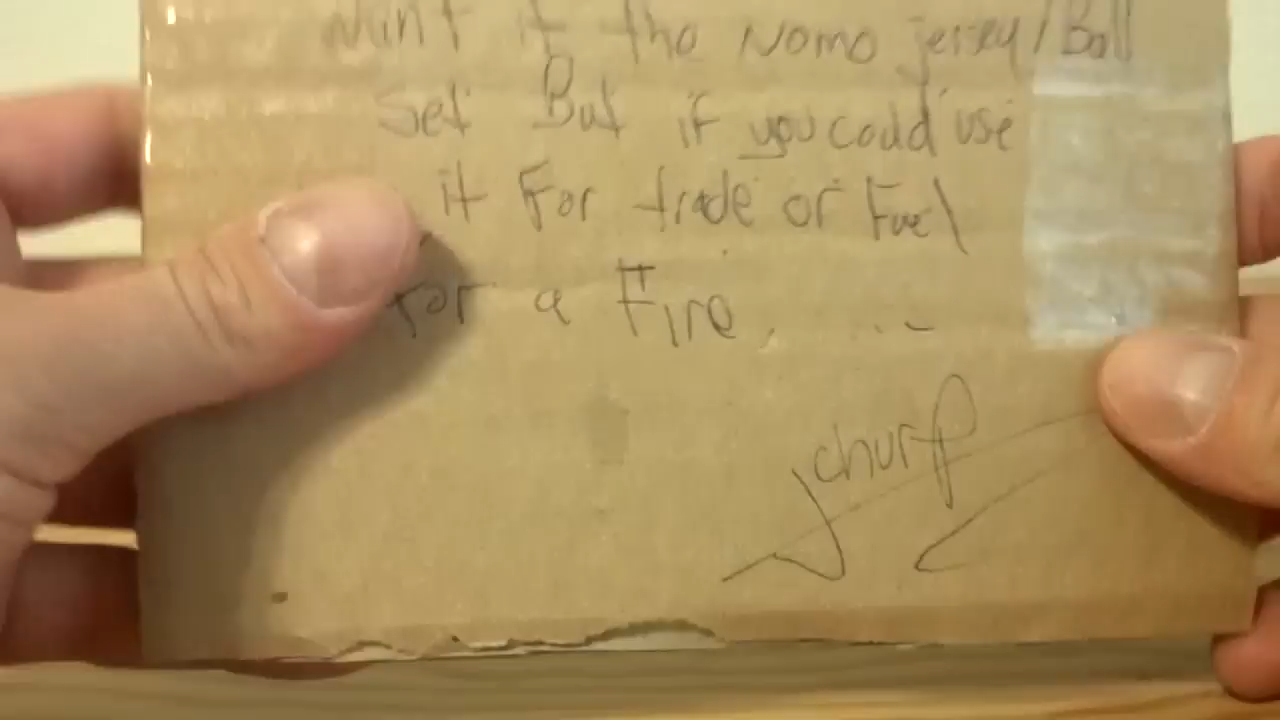 Mint if the Nomo jersey/Ball
Set But if you could use
it For trade or Fuel
For a Fire. . . ~
Jchurp